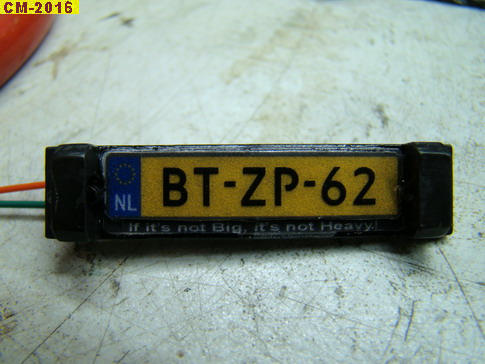 CM-2016
NL BT-ZP-62
If it's not Big, it's not Heavy!